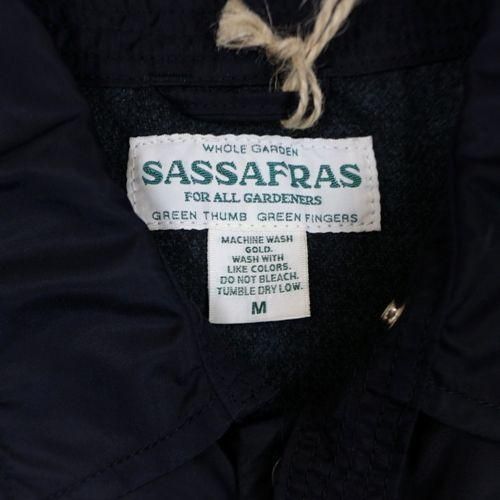 WHOLE GARDEN
SASSAFRAS
FOR ALL GARDENERS
GREEN THUMB GREEN FINGERS
MACHINE WASH
GOLD.
WASH WITH
LIKE COLORS.
DO NOT BLEACH.
TUMBLE DRY LOW.
M